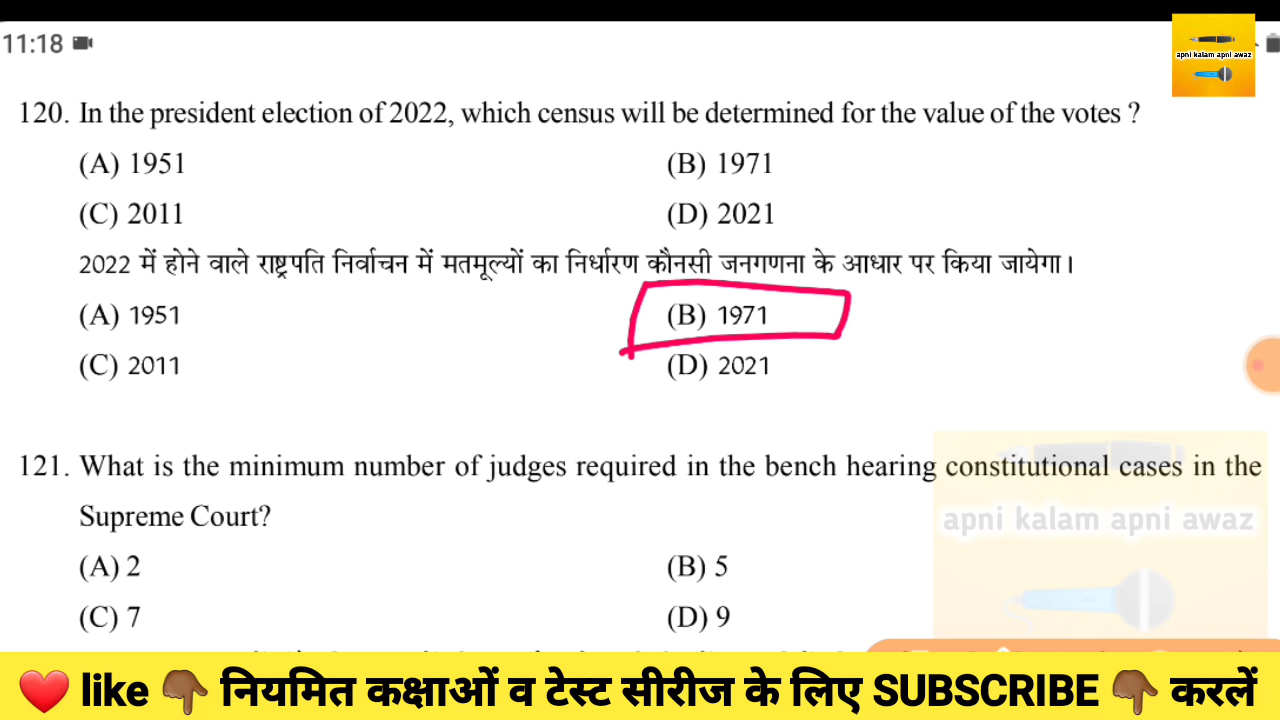 11:18
apni kalam apni awaz
120. In the president election of 2022, which census will be determined for the value of the votes ?
(A) 1951 (B) 1971
(C) 2011 (D) 2021
2022 में होने वाले राष्ट्रपति निर्वाचन में मतमूल्यों का निर्धारण कौनसी जनगणना के आधार पर किया जायेगा।
(A) 1951 (B) 1971
(C) 2011 (D) 2021
121. What is the minimum number of judges required in the bench hearing constitutional cases in the
Supreme Court?
apni kalam apni awaz
(A) 2 (B) 5
(C) 7 (D) 9
❤️ like 👇🏾 नियमित कक्षाओं व टेस्ट सीरीज के लिए SUBSCRIBE 👇🏾 करलें